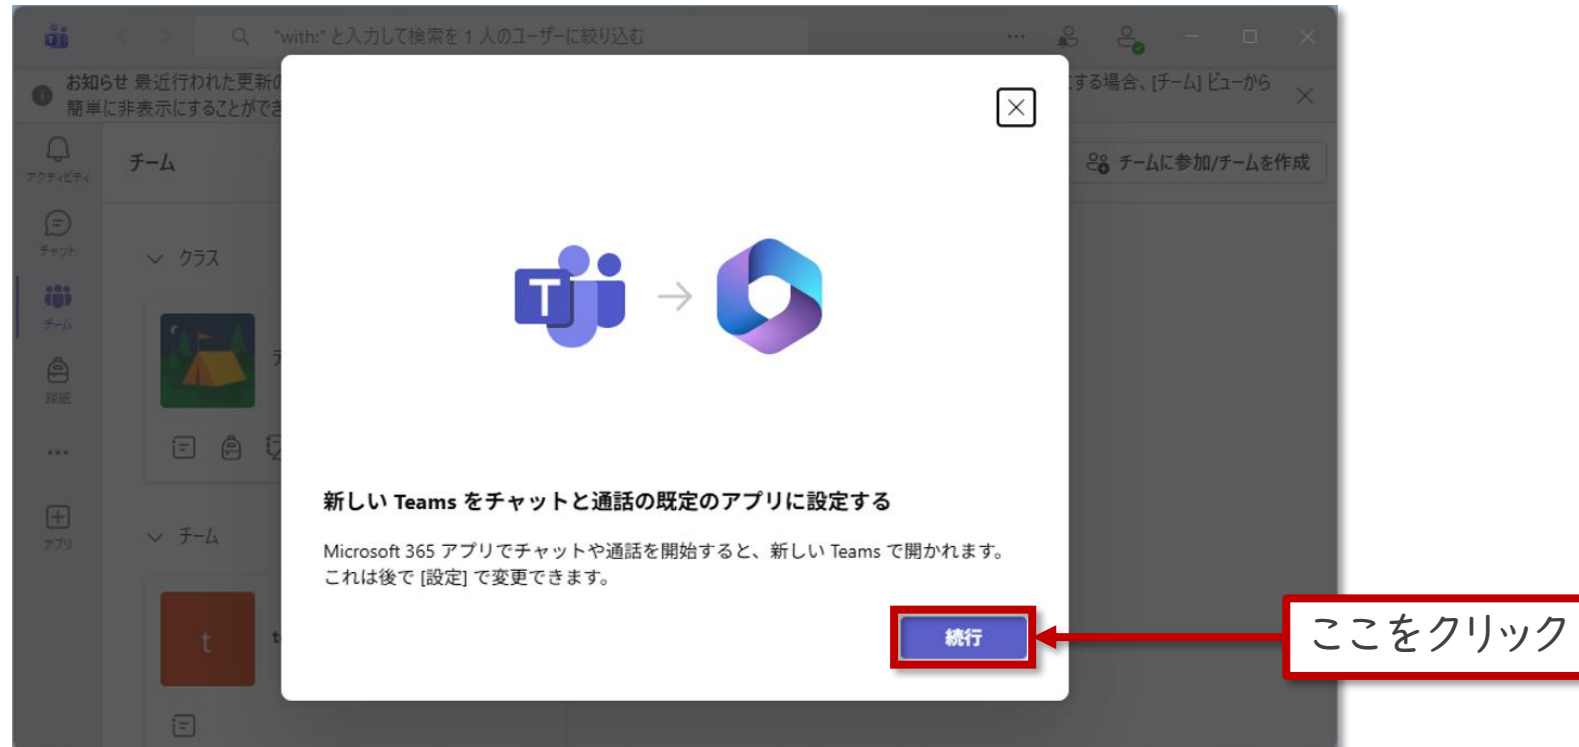 "with:" と入力して検索を 1 人のユーザーに絞り込む
お知らせ 最近行われた更新の
する場合、[チーム] ビューから
簡単に非表示にすることができ
アクティビティ
チーム
チームに参加/チームを作成
チャット
クラス
チーム
課題
T
新しい Teams をチャットと通話の既定のアプリに設定する
アプリ
チーム
Microsoft 365 アプリでチャットや通話を開始すると、新しい Teams で開かれます。
これは後で [設定] で変更できます。
t
続行
ここをクリック